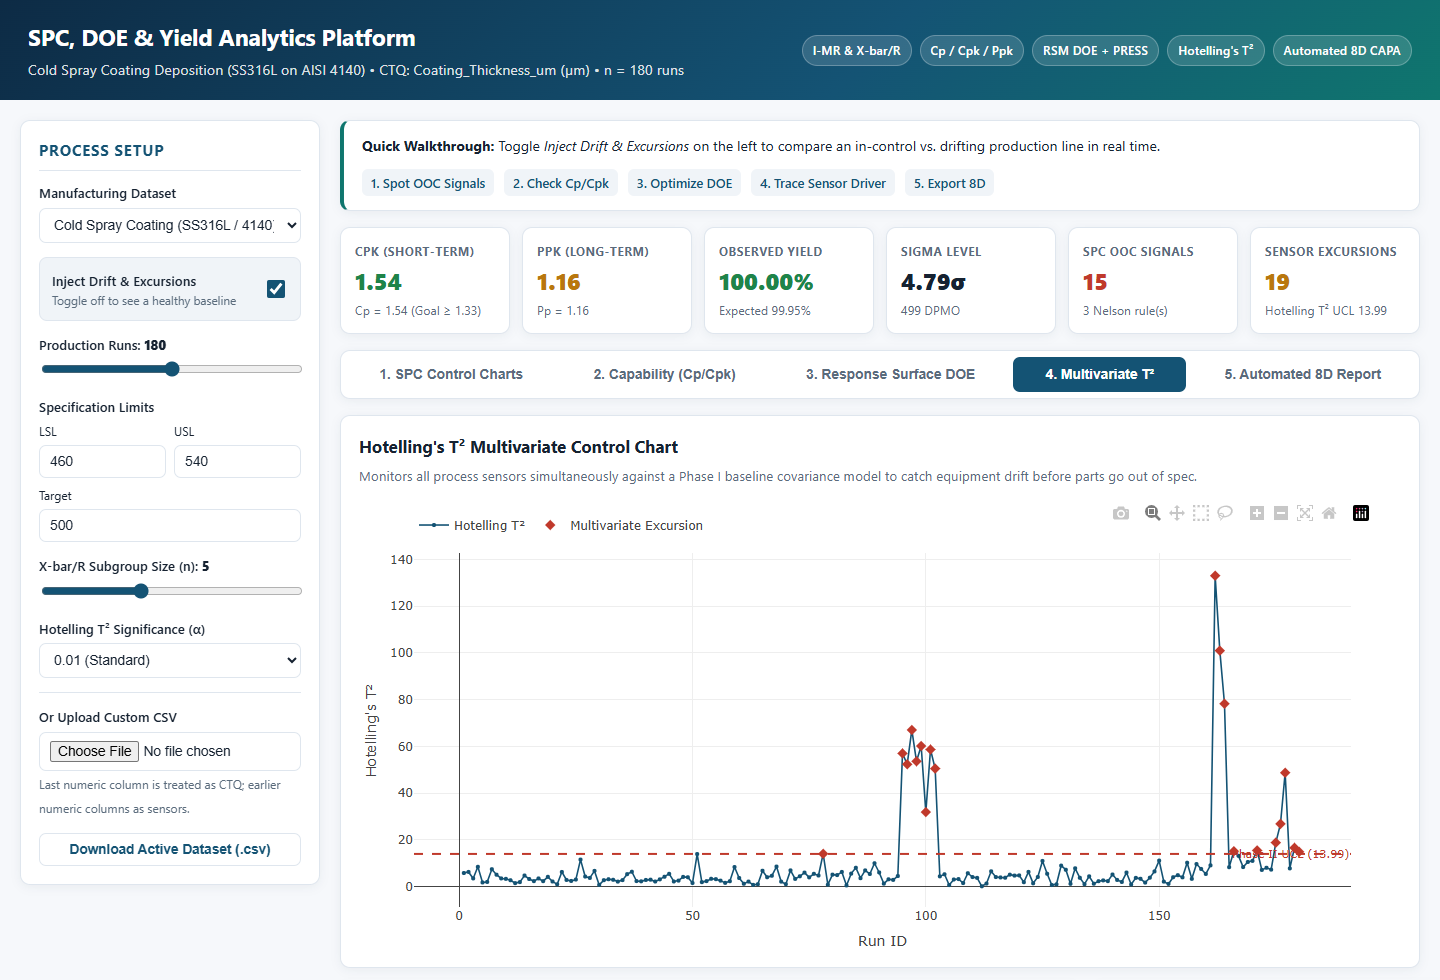 SPC, DOE & Yield Analytics Platform
Cold Spray Coating Deposition (SS316L on AISI 4140) • CTQ: Coating_Thickness_um (µm) • n = 180 runs
I-MR & X-bar/R
Cp / Cpk / Ppk
RSM DOE + PRESS
Hotelling's T²
Automated 8D CAPA
PROCESS SETUP
Manufacturing Dataset
Cold Spray Coating (SS316L / 4140)
Inject Drift & Excursions
Toggle off to see a healthy baseline
Production Runs: 180
Specification Limits
LSL
USL
460
540
Target
500
X-bar/R Subgroup Size (n): 5
Hotelling T² Significance (α)
0.01 (Standard)
Or Upload Custom CSV
Choose File No file chosen
Last numeric column is treated as CTQ; earlier
numeric columns as sensors.
Download Active Dataset (.csv)
Quick Walkthrough: Toggle Inject Drift & Excursions on the left to compare an in-control vs. drifting production line in real time.
1. Spot OOC Signals
2. Check Cp/Cpk
3. Optimize DOE
4. Trace Sensor Driver
5. Export 8D
CPK (SHORT-TERM)
1.54
Cp = 1.54 (Goal ≥ 1.33)
PPK (LONG-TERM)
1.16
Pp = 1.16
OBSERVED YIELD
100.00%
Expected 99.95%
SIGMA LEVEL
4.79σ
499 DPMO
SPC OOC SIGNALS
15
3 Nelson rule(s)
SENSOR EXCURSIONS
19
Hotelling T² UCL 13.99
1. SPC Control Charts
2. Capability (Cp/Cpk)
3. Response Surface DOE
4. Multivariate T²
5. Automated 8D Report
Hotelling's T² Multivariate Control Chart
Monitors all process sensors simultaneously against a Phase I baseline covariance model to catch equipment drift before parts go out of spec.
Hotelling T²
Multivariate Excursion
Hotelling's T²
140
120
100
80
60
40
20
0
Phase II UCL (13.99)
0
50
100
150
Run ID